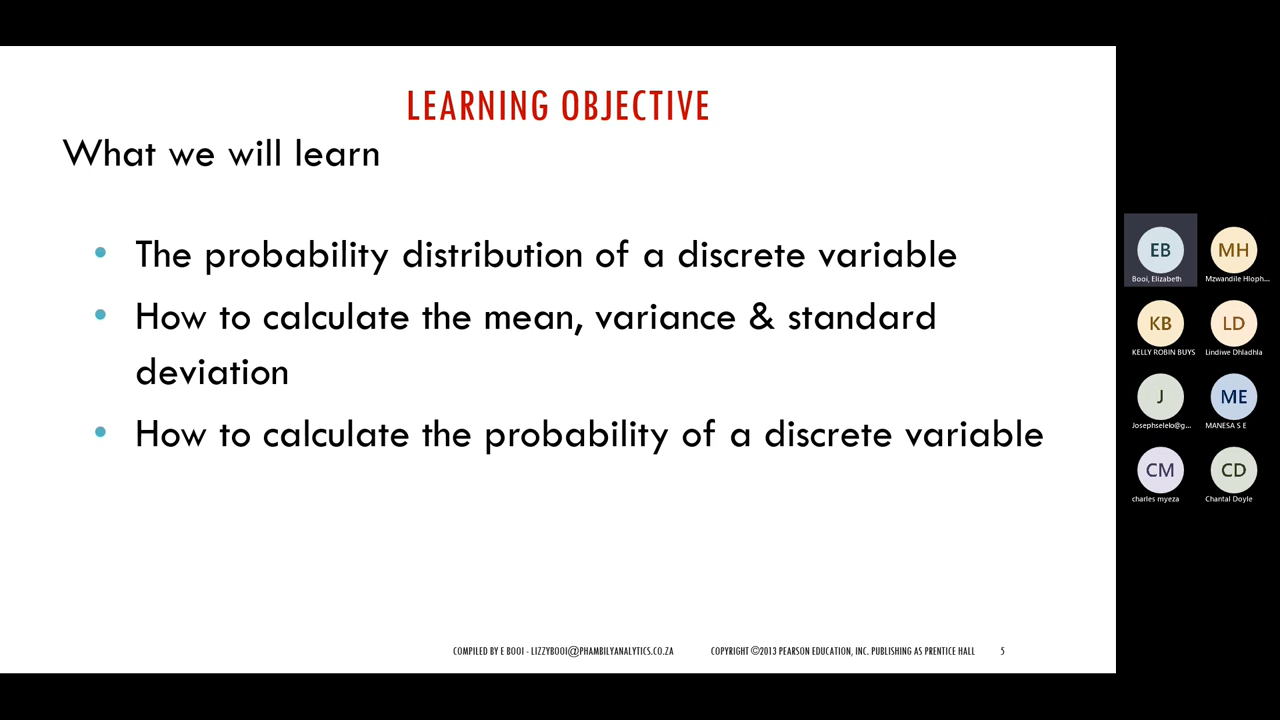 LEARNING OBJECTIVE
What we will learn
• The probability distribution of a discrete variable
• How to calculate the mean, variance & standard
deviation
• How to calculate the probability of a discrete variable
COMPILED BY E BOOI - LIZZYBOOI@PHAMBILYANALYTICS.CO.ZA COPYRIGHT ©2013 PEARSON EDUCATION, INC. PUBLISHING AS PRENTICE HALL 5
EB MH
Booi, Elizabeth Mzwandile Hloph...
KB LD
KELLY ROBIN BUYS Lindiwe Dhladhla
J ME
Josephselelo@g... MANESA S E
CM CD
charles myeza Chantal Doyle